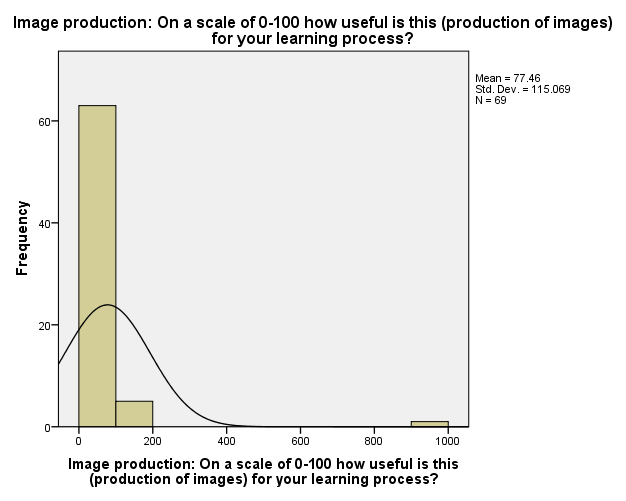 Image production: On a scale of 0-100 how useful is this (production of images)
for your learning process?
Mean = 77.46
Std. Dev. = 115.069
N = 69
Frequency
60
40
20
0
0 200 400 600 800 1000
Image production: On a scale of 0-100 how useful is this
(production of images) for your learning process?